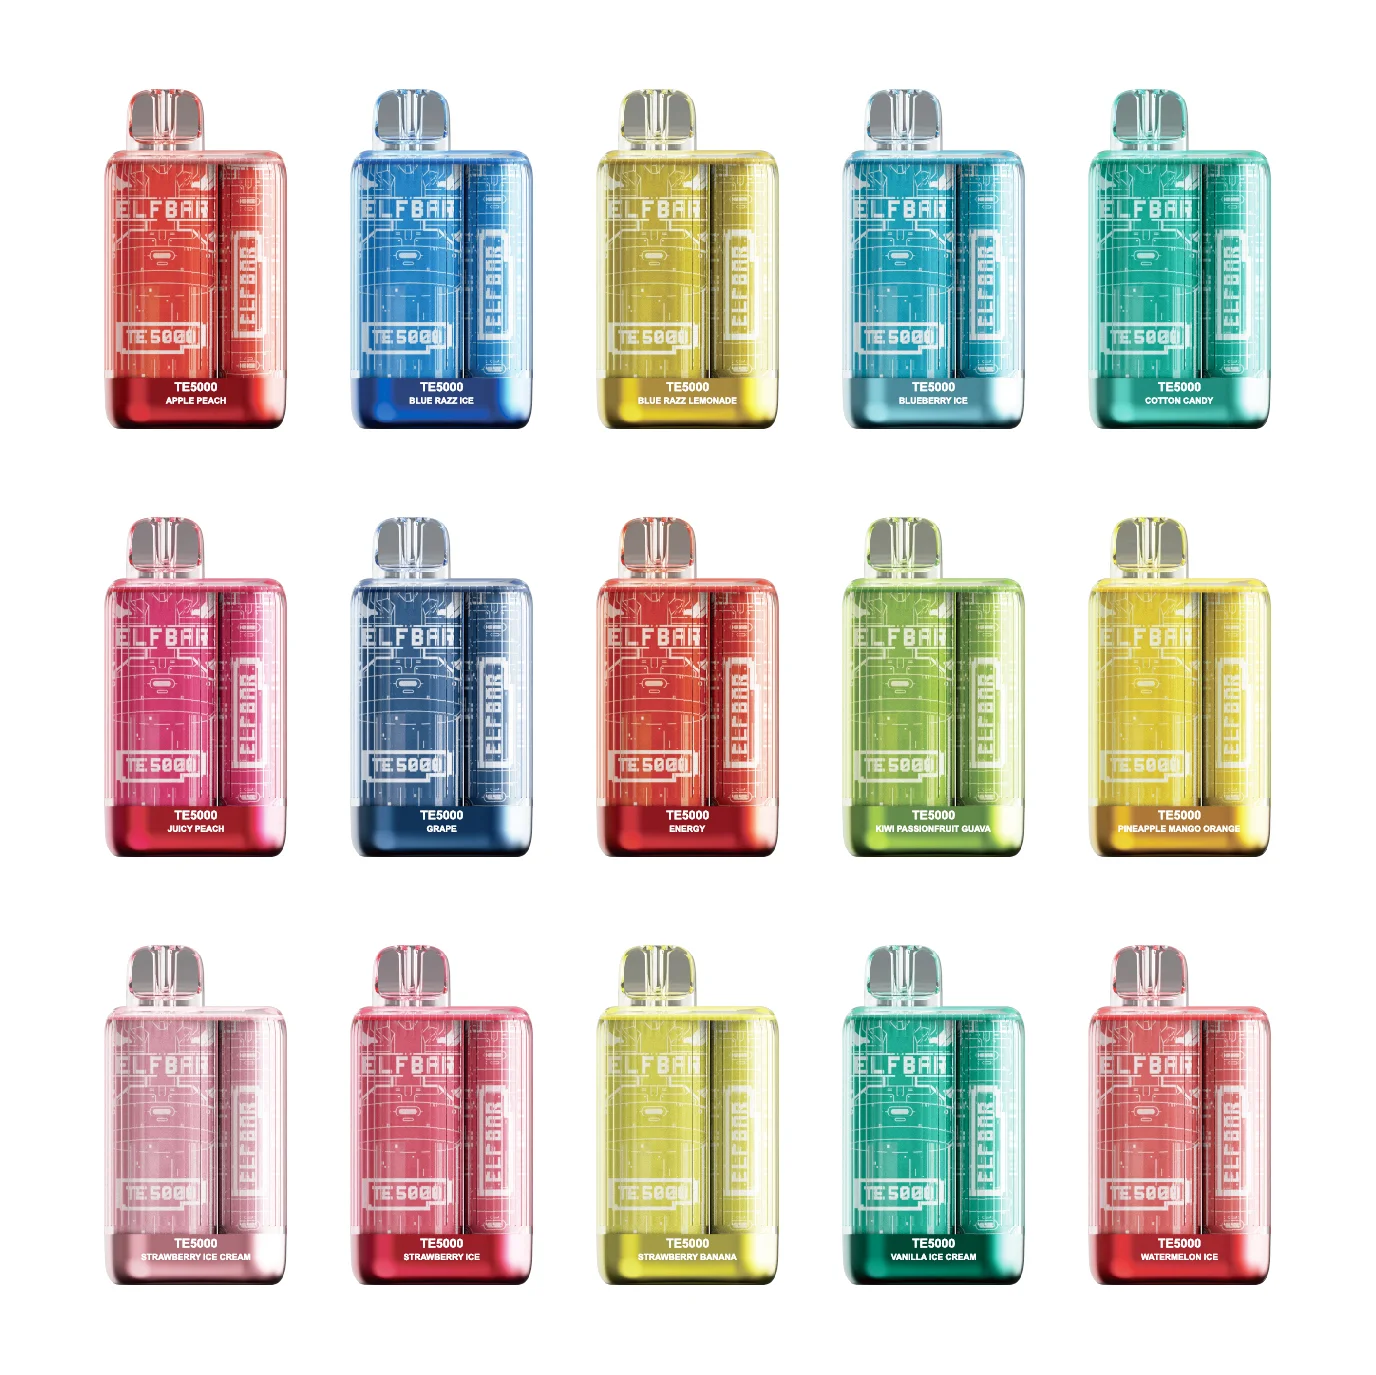 ELFBAR
ELFBAR
TE5000
TE5000
APPLE PEACH
ELFBAR
ELFBAR
TE5000
TE5000
BLUE RAZZ ICE
ELFBAR
ELFBAR
TE5000
TE5000
BLUE RAZZ LEMONADE
ELFBAR
ELFBAR
TE5000
TE5000
BLUEBERRY ICE
ELFBAR
ELFBAR
TE5000
TE5000
COTTON CANDY
ELFBAR
ELFBAR
TE5000
TE5000
JUICY PEACH
ELFBAR
ELFBAR
TE5000
TE5000
GRAPE
ELFBAR
ELFBAR
TE5000
TE5000
ENERGY
ELFBAR
ELFBAR
TE5000
TE5000
KIWI PASSIONFRUIT GUAVA
ELFBAR
ELFBAR
TE5000
TE5000
PINEAPPLE MANGO ORANGE
ELFBAR
ELFBAR
TE5000
TE5000
STRAWBERRY ICE CREAM
ELFBAR
ELFBAR
TE5000
TE5000
STRAWBERRY ICE
ELFBAR
ELFBAR
TE5000
TE5000
STRAWBERRY BANANA
ELFBAR
ELFBAR
TE5000
TE5000
VANILLA ICE CREAM
ELFBAR
ELFBAR
TE5000
TE5000
WATERMELON ICE